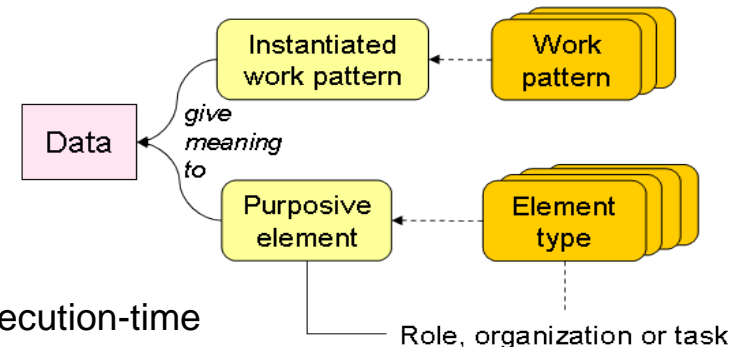 Instantiated
work pattern
Work
pattern
Data
give
meaning
to
Purposive
element
Element
type
ecution-time
Role, organization or task